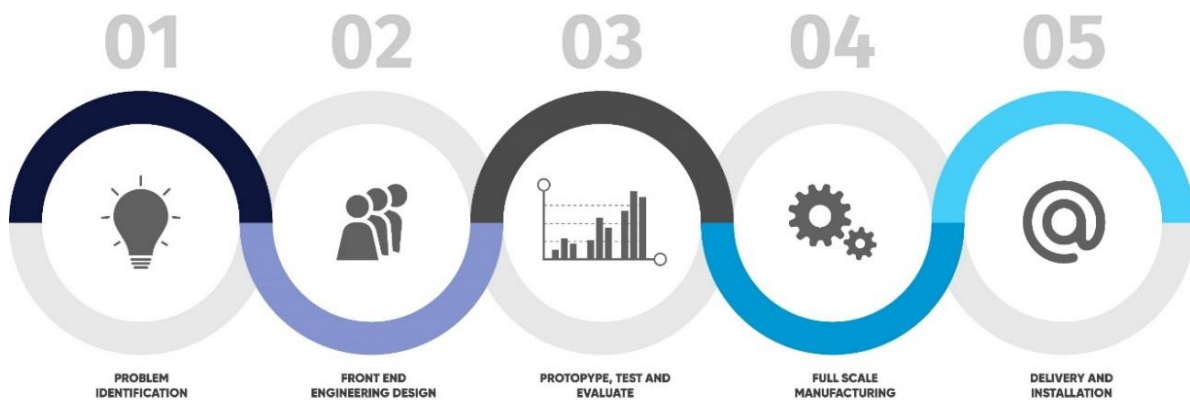 01
02
03
04
05
PROBLEM
IDENTIFICATION
FRONT END
ENGINEERING DESIGN
PROTOPYPE, TEST AND
EVALUATE
FULL SCALE
MANUFACTURING
DELIVERY AND
INSTALLATION